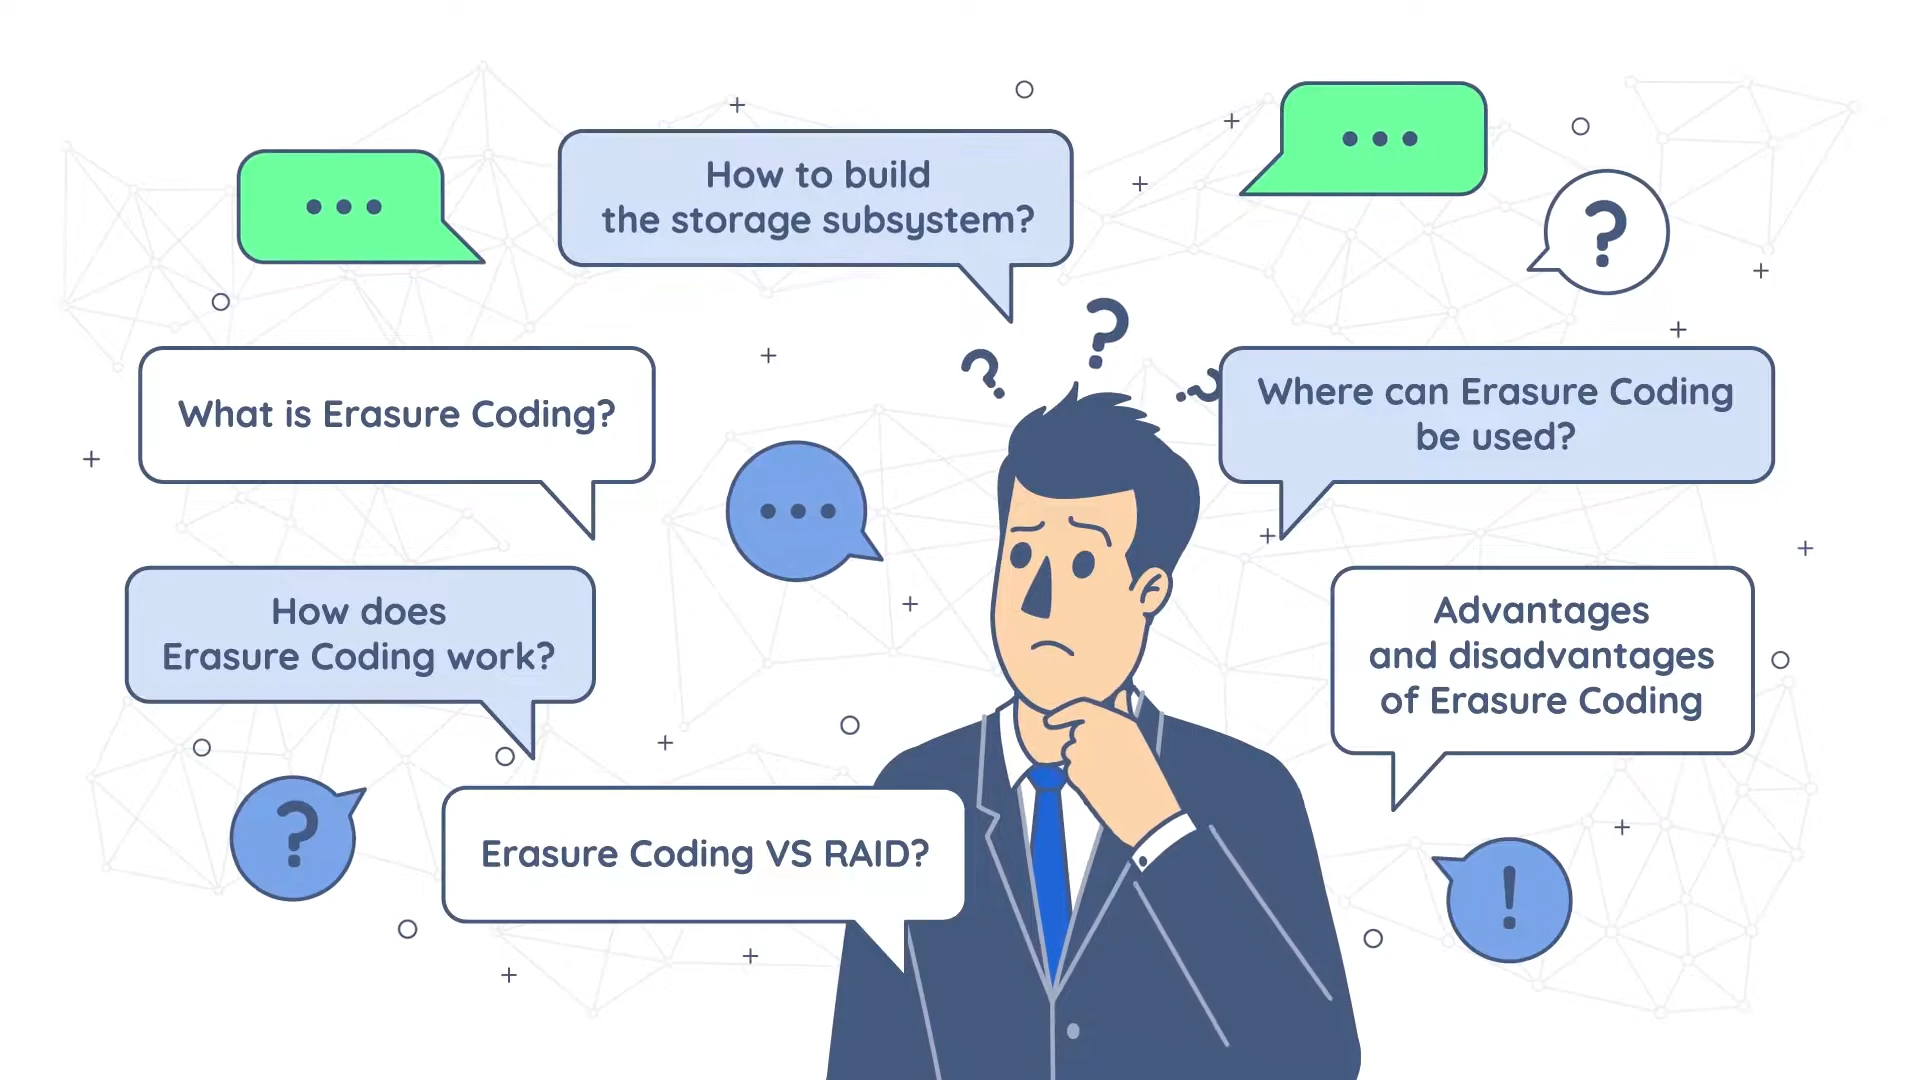 How to build
the storage subsystem?
?
What is Erasure Coding?
?
?
?
Where can Erasure Coding
be used?
How does
Erasure Coding work?
Advantages
and disadvantages
of Erasure Coding
?
Erasure Coding VS RAID?
!